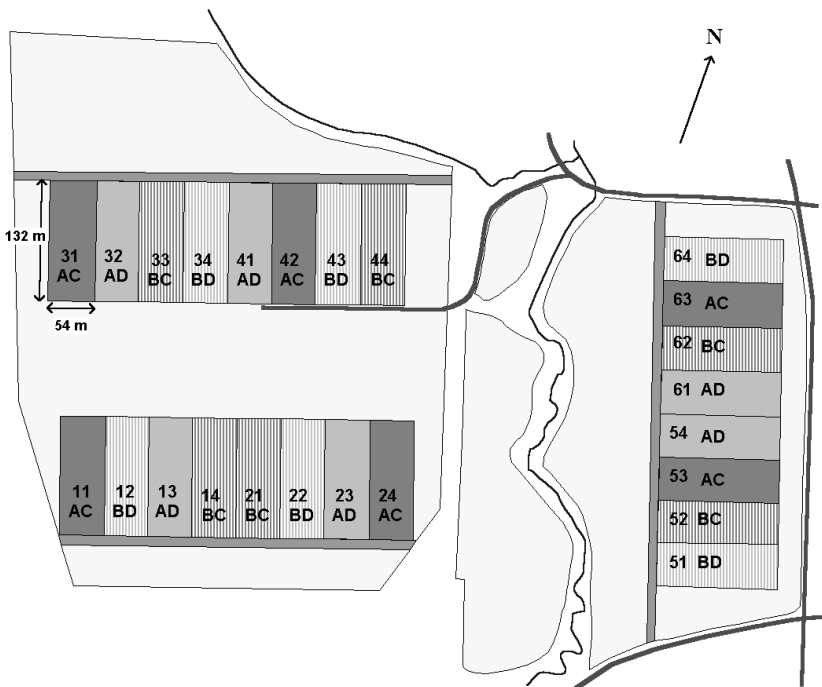 N
132 m
31 AC
32 AD
33 BC
34 BD
41 AD
42 AC
43 BD
44 BC
54 m
64 BD
63 AC
62 BC
61 AD
54 AD
53 AC
52 BC
51 BD
11 AC
12 BD
13 AD
14 BC
21 BC
22 BD
23 AD
24 AC